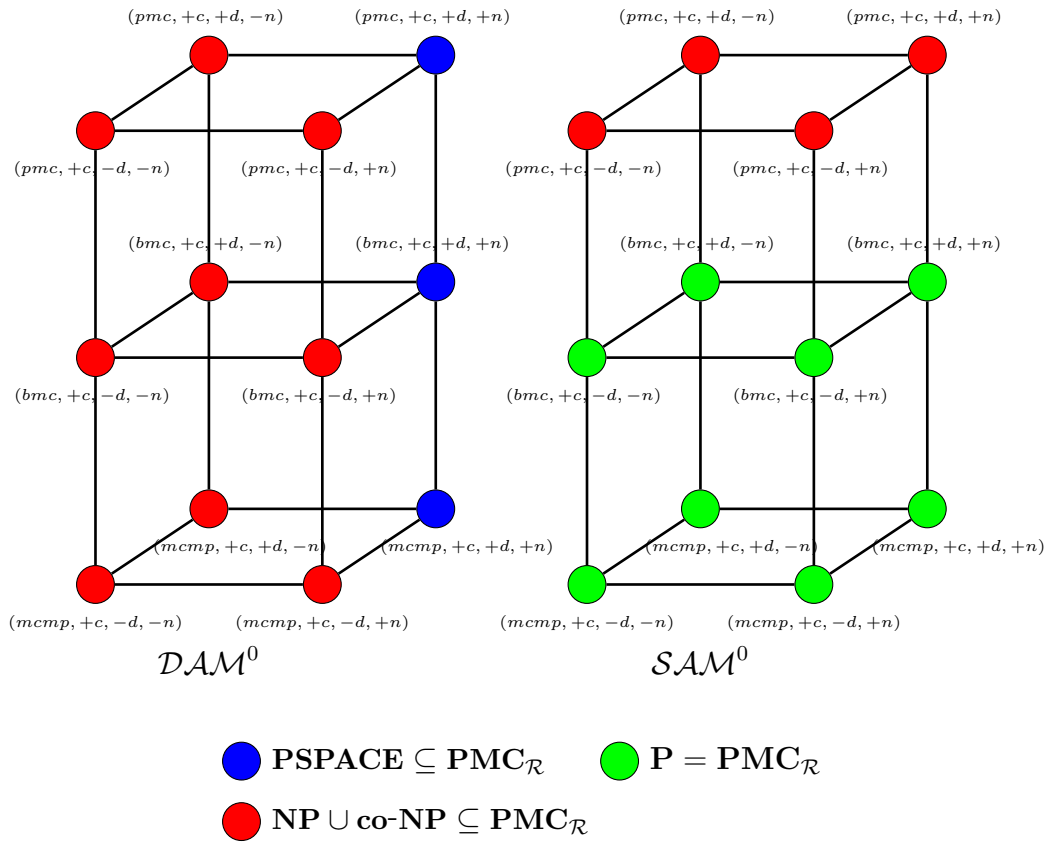 (pmc, +c, +d, −n) (pmc, +c, +d, +n) (pmc, +c, +d, −n) (pmc, +c, +d, +n)
(pmc, +c, −d, −n) (pmc, +c, −d, +n) (pmc, +c, −d, −n) (pmc, +c, −d, +n)
(bmc, +c, +d, −n) (bmc, +c, +d, +n) (bmc, +c, +d, −n) (bmc, +c, +d, +n)
(bmc, +c, −d, −n) (bmc, +c, −d, +n) (bmc, +c, −d, −n) (bmc, +c, −d, +n)
(mcmp, +c, +d, −n) (mcmp, +c, +d, +n) (mcmp, +c, +d, −n) (mcmp, +c, +d, +n)
(mcmp, +c, −d, −n) (mcmp, +c, −d, +n) (mcmp, +c, −d, −n) (mcmp, +c, −d, +n)
𝒟𝒜ℳ⁰ 𝒮𝒜ℳ⁰
PSPACE ⊆ PMC_ℛ P = PMC_ℛ
NP ∪ co-NP ⊆ PMC_ℛ